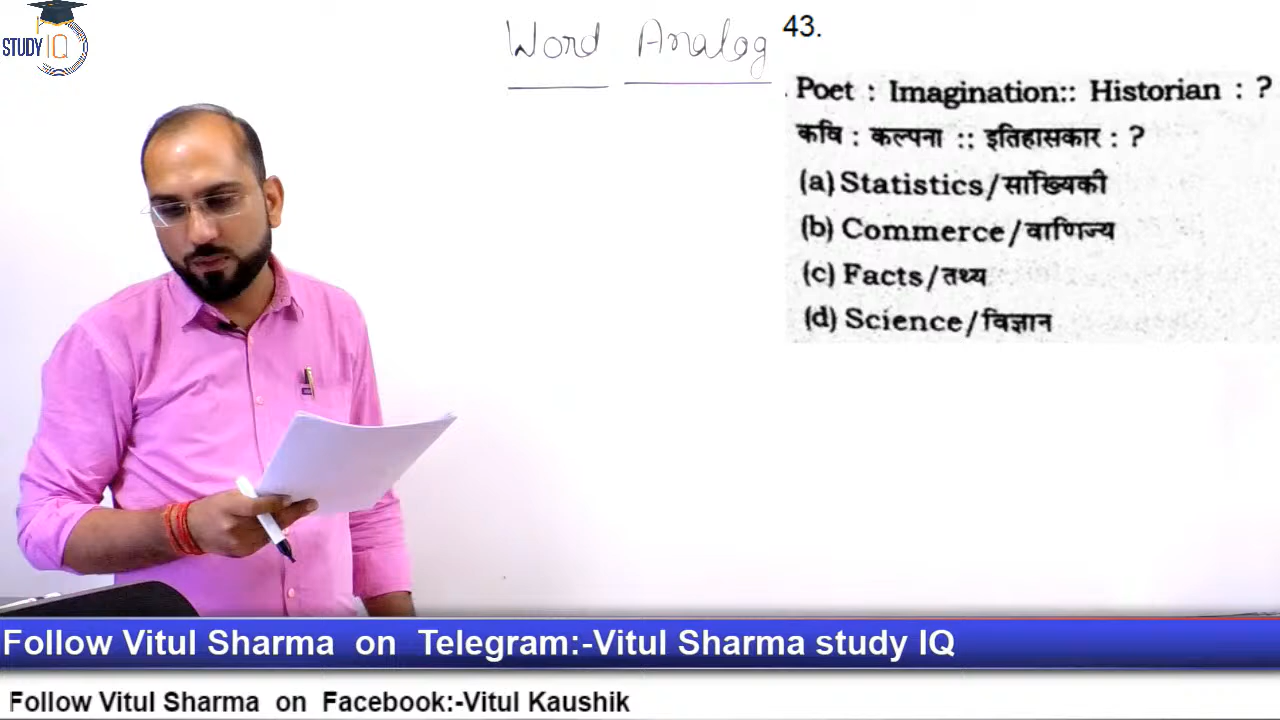 STUDY IQ
Word Analog
43.
Poet : Imagination:: Historian : ?
कवि : कल्पना :: इतिहासकार : ?
(a) Statistics/सांख्यिकी
(b) Commerce/वाणिज्य
(c) Facts/तथ्य
(d) Science/विज्ञान
Follow Vitul Sharma on Telegram:-Vitul Sharma study IQ
Follow Vitul Sharma on Facebook:-Vitul Kaushik